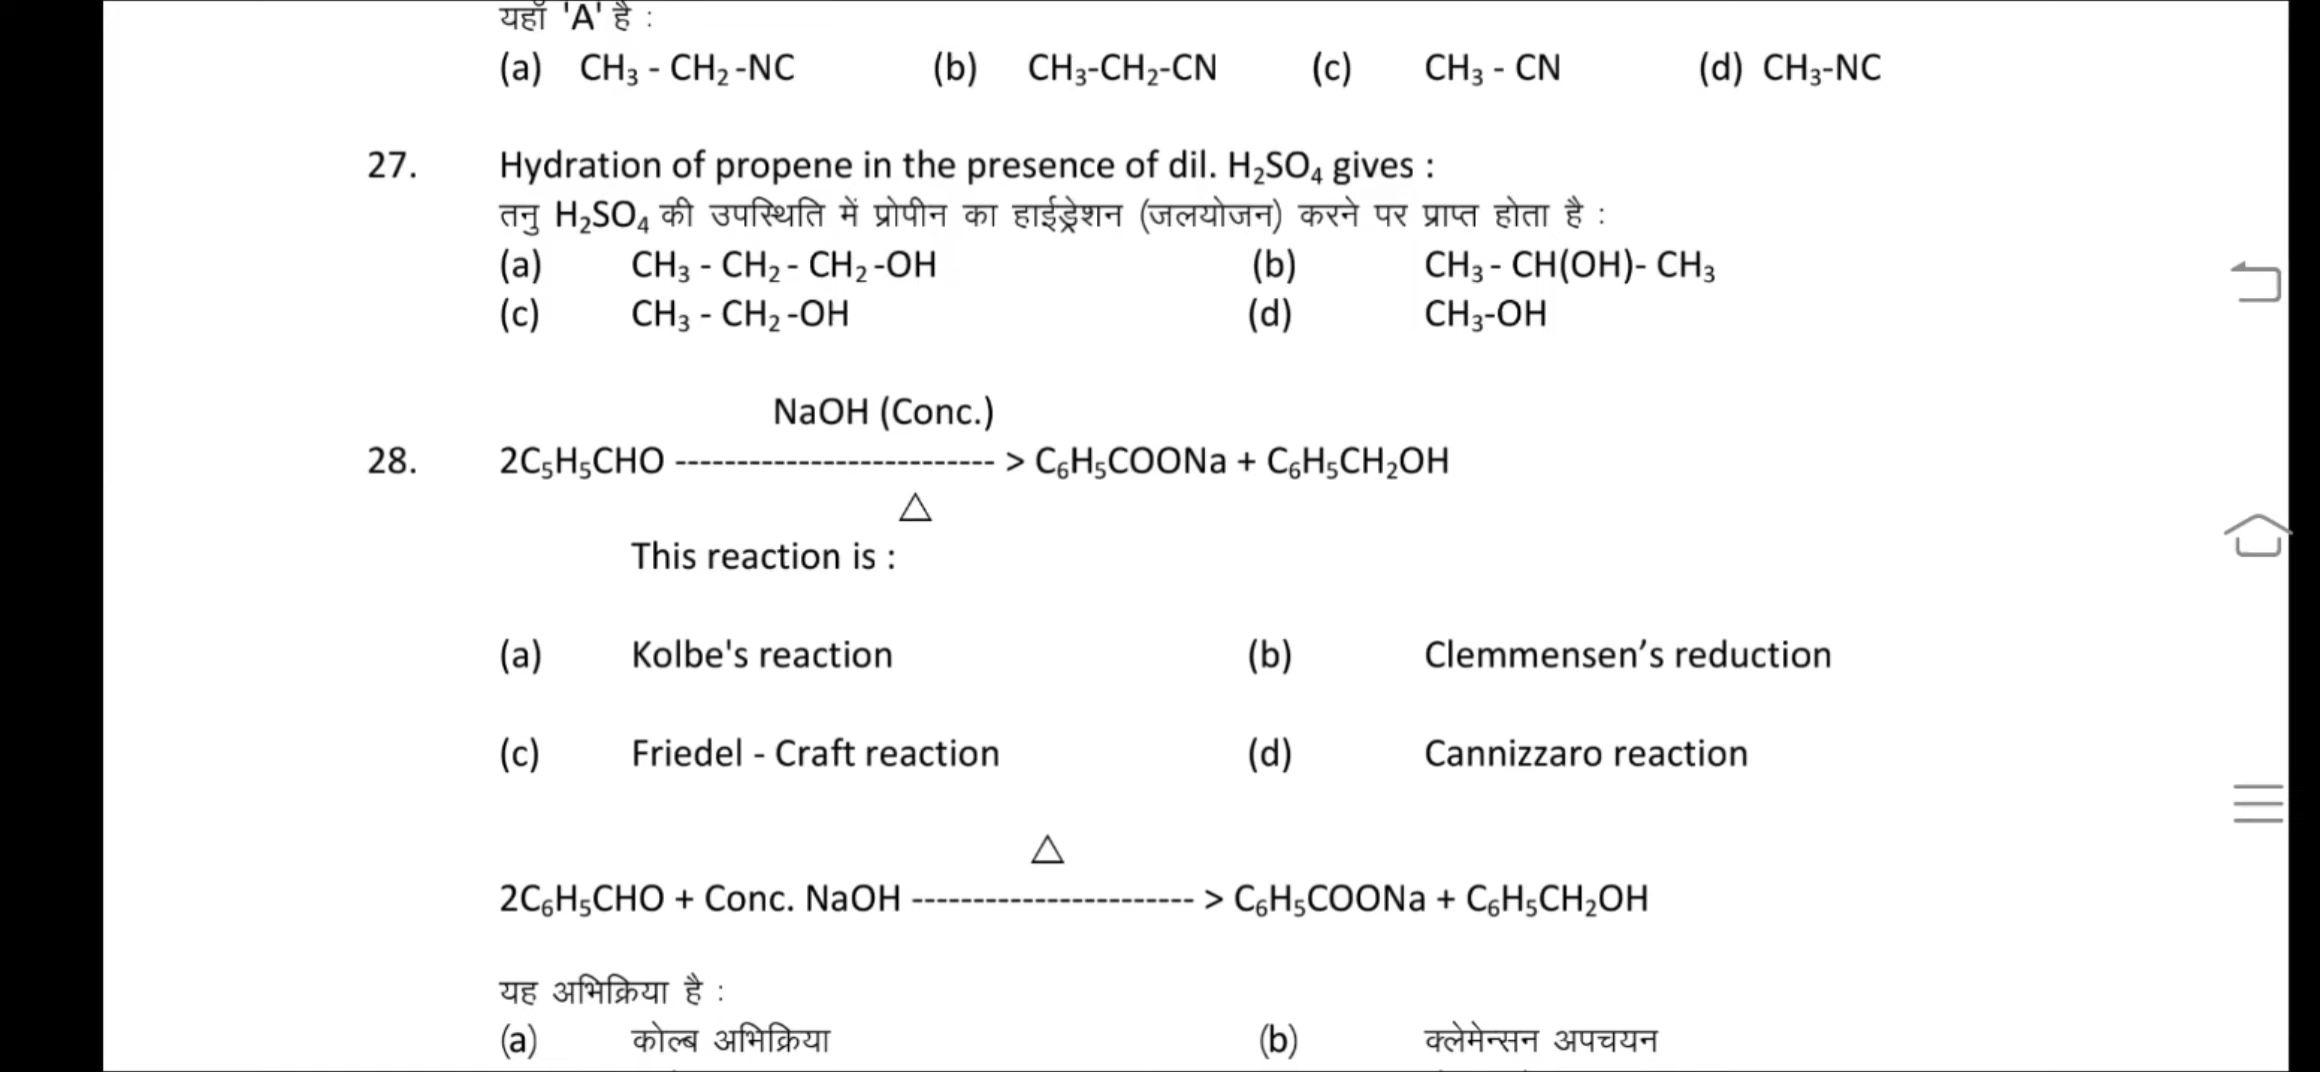 यहाँ 'A' है :
(a) CH₃ - CH₂ -NC (b) CH₃-CH₂-CN (c) CH₃ - CN (d) CH₃-NC
27. Hydration of propene in the presence of dil. H₂SO₄ gives :
तनु H₂SO₄ की उपस्थिति में प्रोपीन का हाईड्रेशन (जलयोजन) करने पर प्राप्त होता है :
(a) CH₃ - CH₂ - CH₂ -OH (b) CH₃ - CH(OH)- CH₃
(c) CH₃ - CH₂ -OH (d) CH₃-OH
NaOH (Conc.)
28. 2C₅H₅CHO -------------------------- > C₆H₅COONa + C₆H₅CH₂OH
△
This reaction is :
(a) Kolbe's reaction (b) Clemmensen’s reduction
(c) Friedel - Craft reaction (d) Cannizzaro reaction
△
2C₆H₅CHO + Conc. NaOH ----------------------- > C₆H₅COONa + C₆H₅CH₂OH
यह अभिक्रिया है :
(a) कोल्ब अभिक्रिया (b) क्लेमेन्सन अपचयन